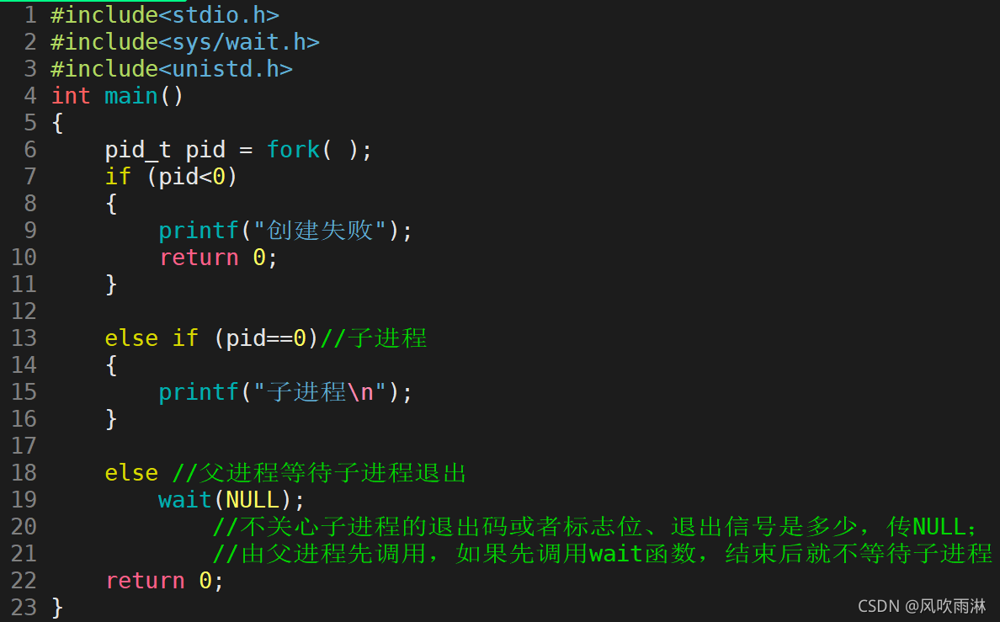 1 #include<stdio.h>
2 #include<sys/wait.h>
3 #include<unistd.h>
4 int main()
5 {
6     pid_t pid = fork( );
7     if (pid<0)
8     {
9         printf("创建失败");
10         return 0;
11     }
12
13     else if (pid==0)//子进程
14     {
15         printf("子进程\n");
16     }
17
18     else //父进程等待子进程退出
19         wait(NULL);
20             //不关心子进程的退出码或者标志位、退出信号是多少，传NULL；
21             //由父进程先调用，如果先调用wait函数，结束后就不等待子进程
22     return 0;
23 }
CSDN @风吹雨淋